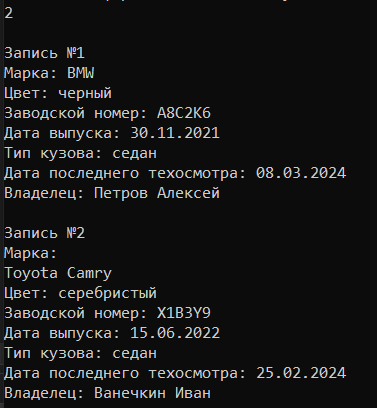 2
Запись №1
Марка: BMW
Цвет: черный
Заводской номер: A8C2K6
Дата выпуска: 30.11.2021
Тип кузова: седан
Дата последнего техосмотра: 08.03.2024
Владелец: Петров Алексей
Запись №2
Марка:
Toyota Camry
Цвет: серебристый
Заводской номер: X1B3Y9
Дата выпуска: 15.06.2022
Тип кузова: седан
Дата последнего техосмотра: 25.02.2024
Владелец: Ванечкин Иван